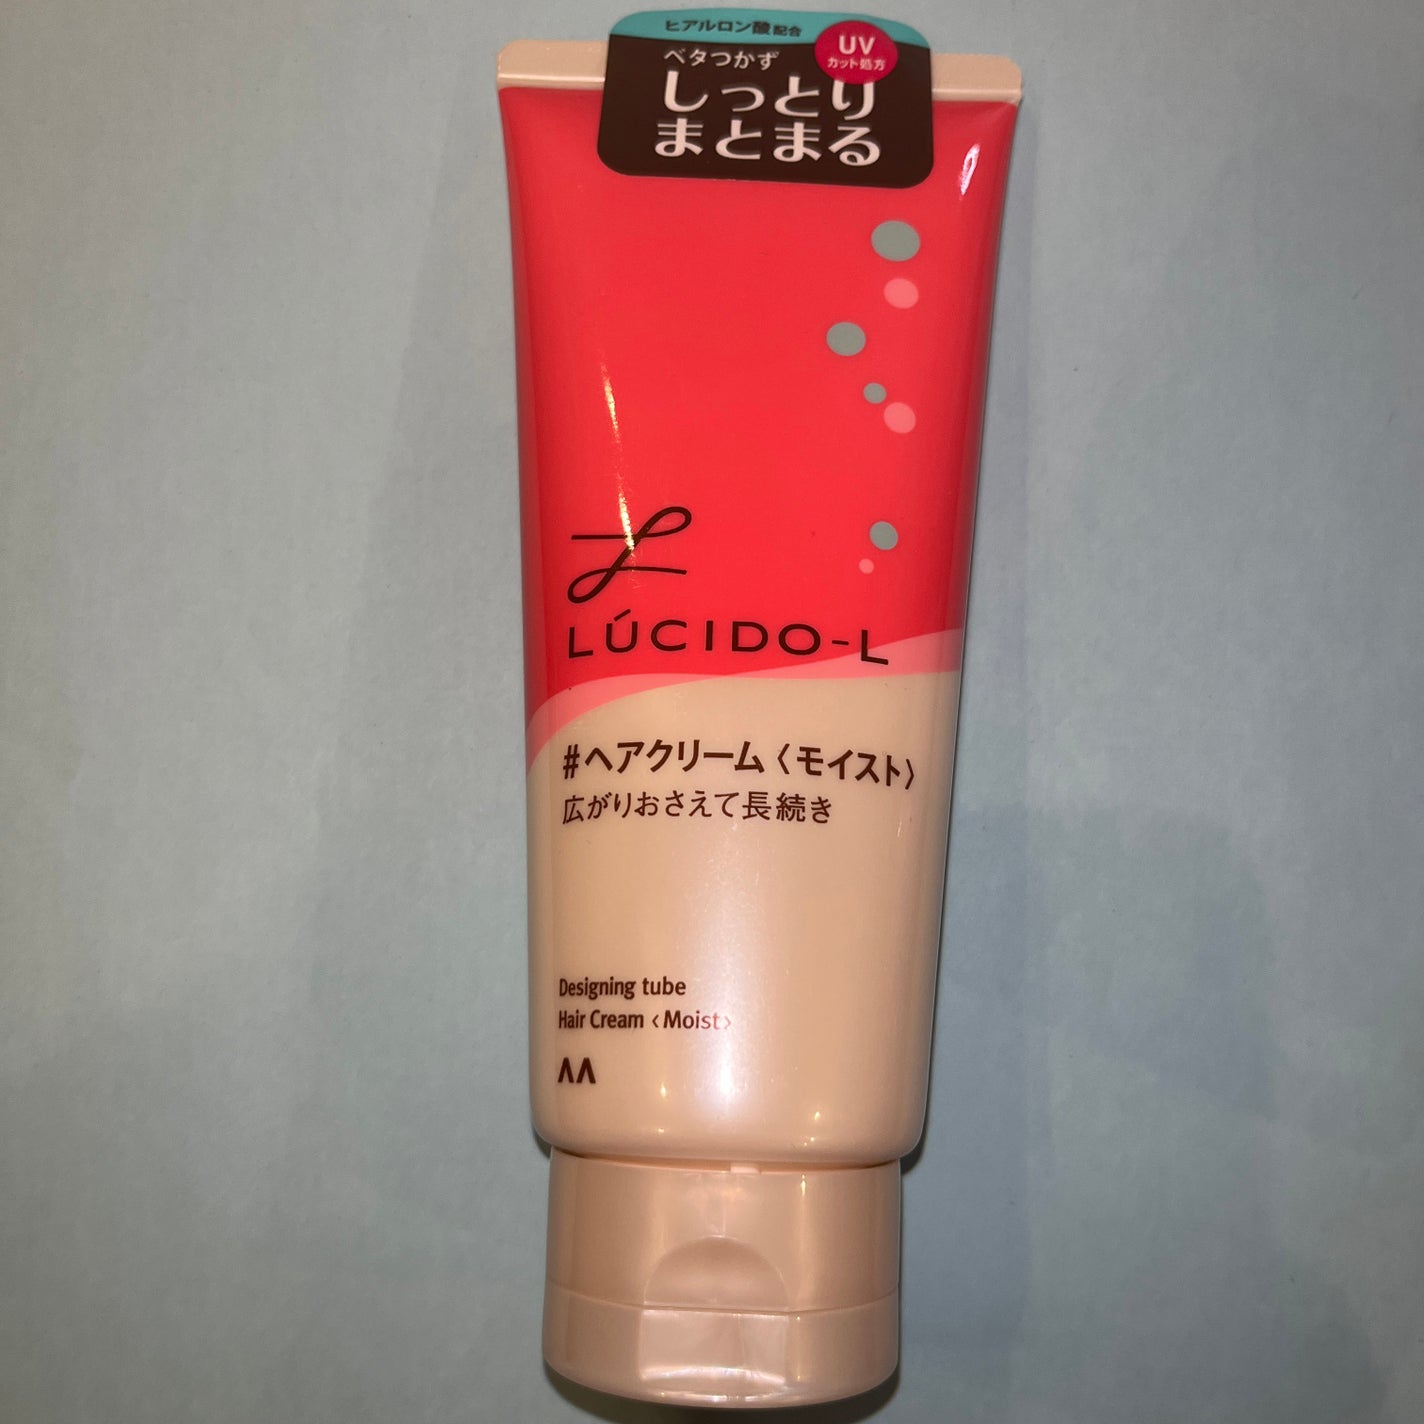 ヒアルロン酸配合
UV
カット処方
ベタつかず
しっとり
まとまる
LÚCIDO-L
#ヘアクリーム〈モイスト〉
広がりおさえて長続き
Designing tube
Hair Cream ‹Moist›